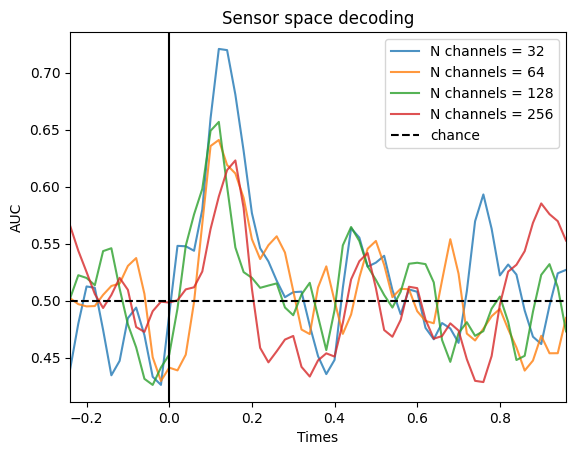 Sensor space decoding
N channels = 32
N channels = 64
N channels = 128
N channels = 256
chance
AUC
0.70
0.65
0.60
0.55
0.50
0.45
−0.2 0.0 0.2 0.4 0.6 0.8
Times